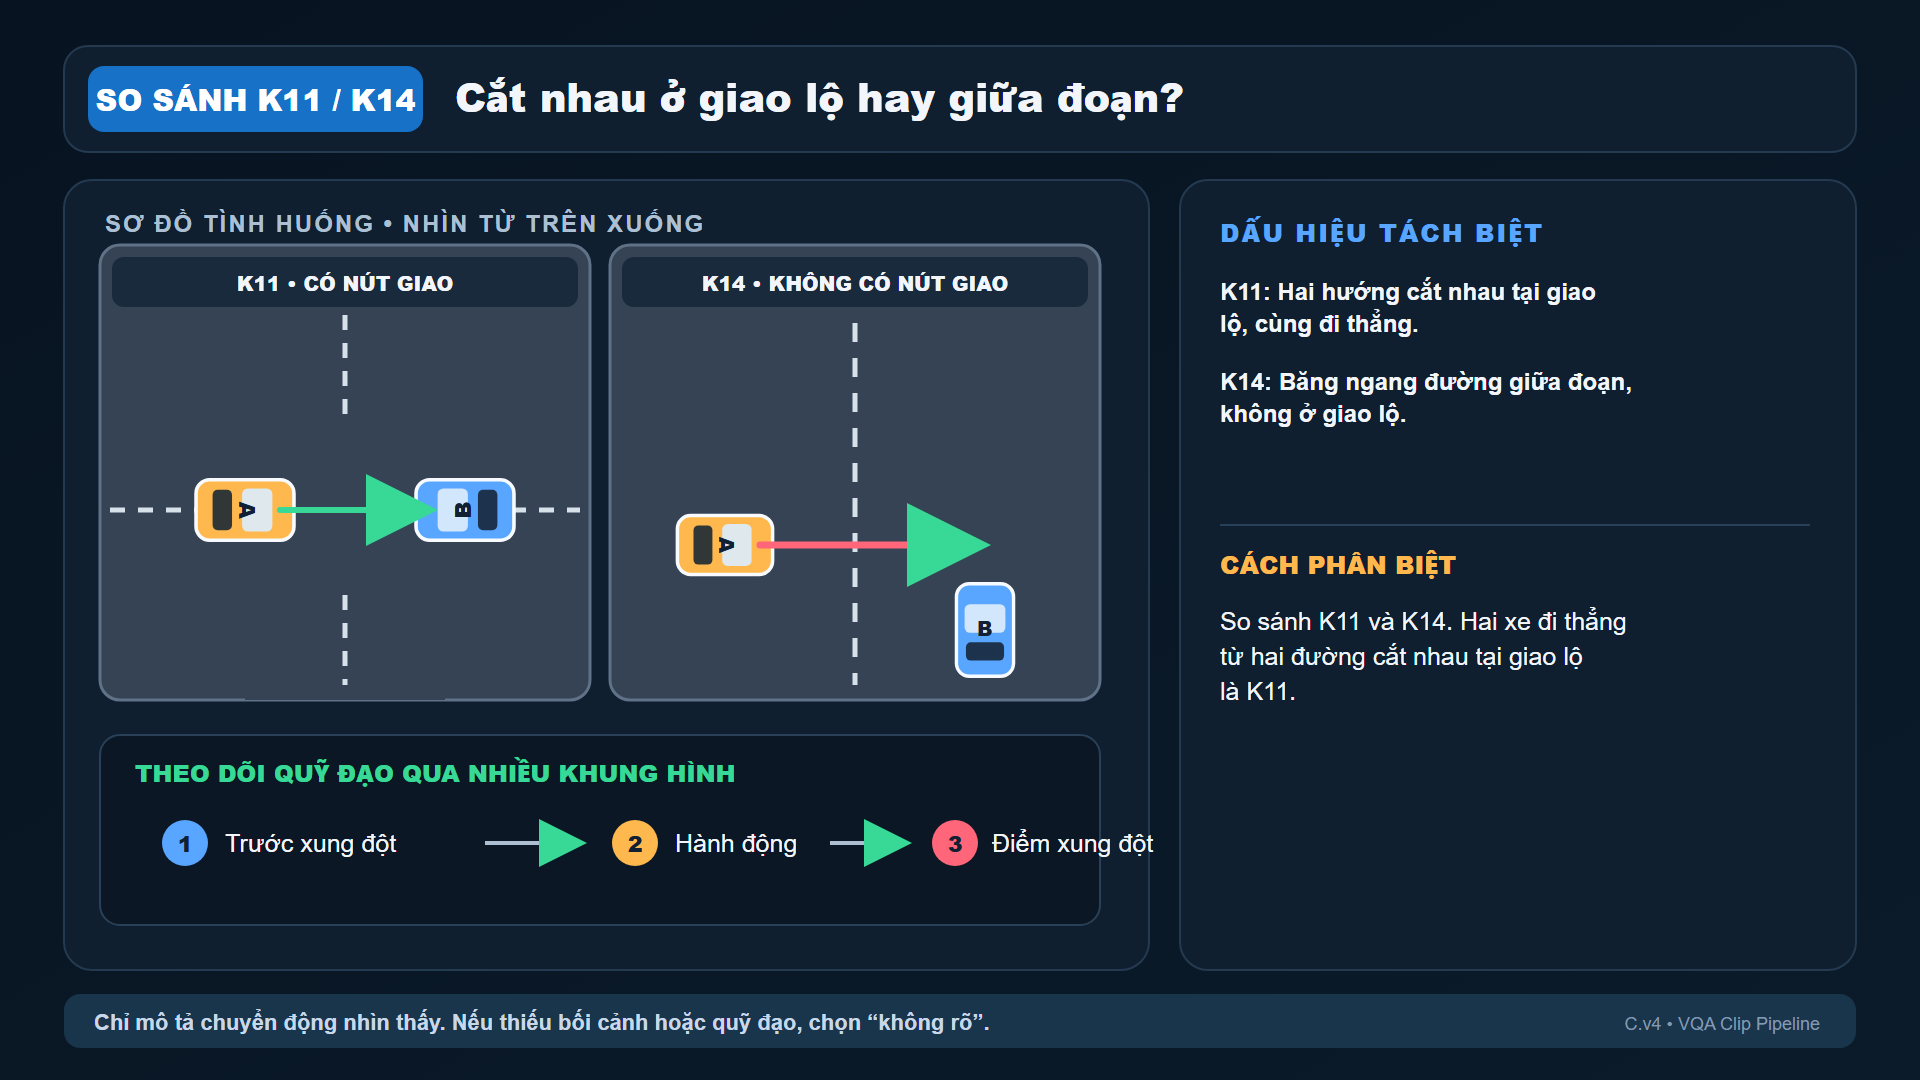 SO SÁNH K11 / K14
Cắt nhau ở giao lộ hay giữa đoạn?
SƠ ĐỒ TÌNH HUỐNG • NHÌN TỪ TRÊN XUỐNG
K11 • CÓ NÚT GIAO
A
B
K14 • KHÔNG CÓ NÚT GIAO
A
B
THEO DÕI QUỸ ĐẠO QUA NHIỀU KHUNG HÌNH
1 Trước xung đột
2 Hành động
3 Điểm xung đột
DẤU HIỆU TÁCH BIỆT
K11: Hai hướng cắt nhau tại giao
lộ, cùng đi thẳng.
K14: Băng ngang đường giữa đoạn,
không ở giao lộ.
CÁCH PHÂN BIỆT
So sánh K11 và K14. Hai xe đi thẳng
từ hai đường cắt nhau tại giao lộ
là K11.
Chỉ mô tả chuyển động nhìn thấy. Nếu thiếu bối cảnh hoặc quỹ đạo, chọn “không rõ”.
C.v4 • VQA Clip Pipeline